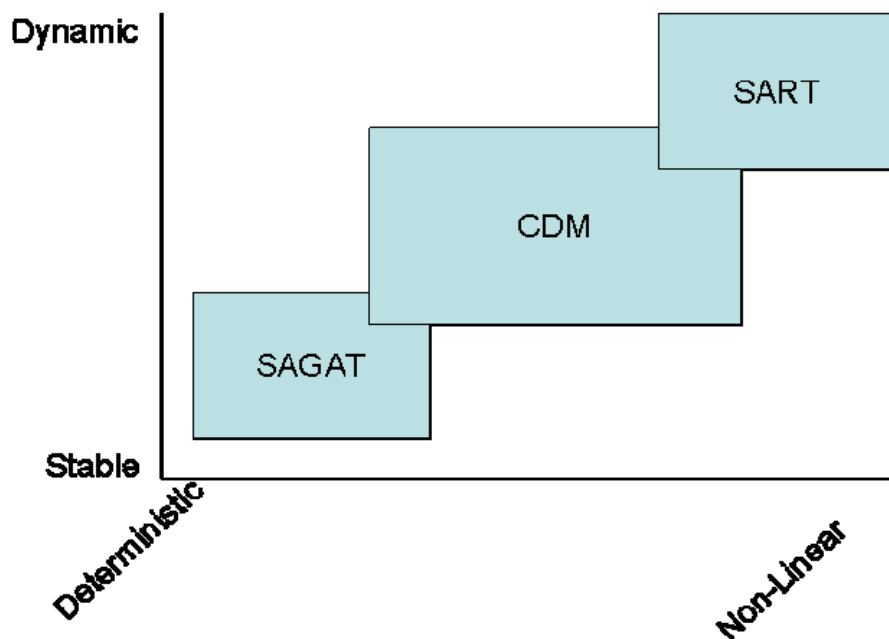 Dynamic
SART
CDM
SAGAT
Stable
Deterministic
Non-Linear